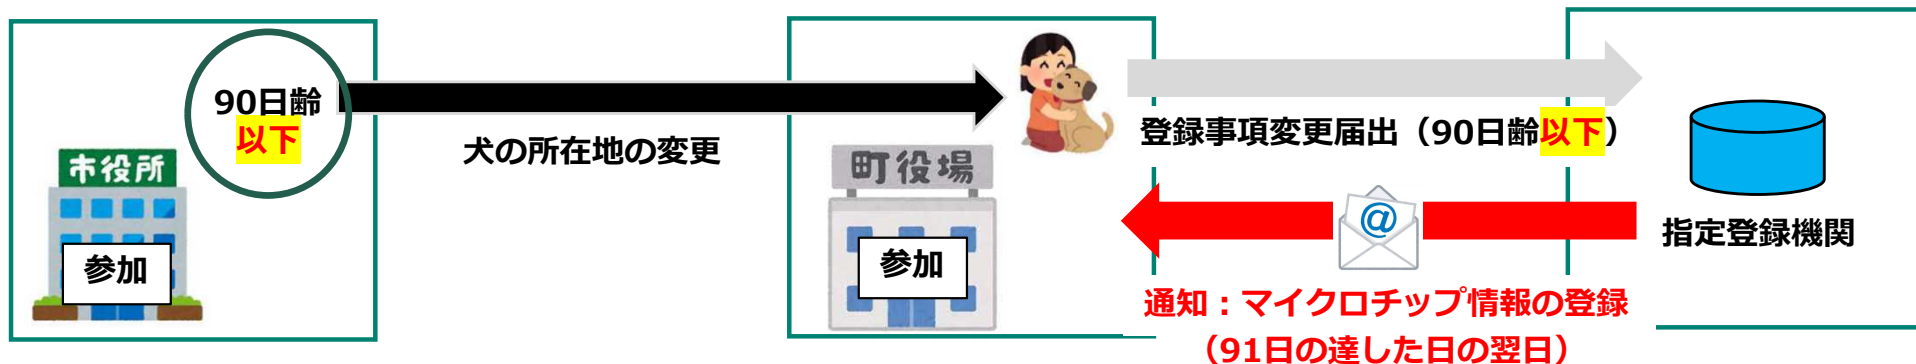 90日齢
以下
市役所
参加
犬の所在地の変更
町役場
参加
登録事項変更届出（90日齢以下）
@
通知：マイクロチップ情報の登録
（91日の達した日の翌日）
指定登録機関